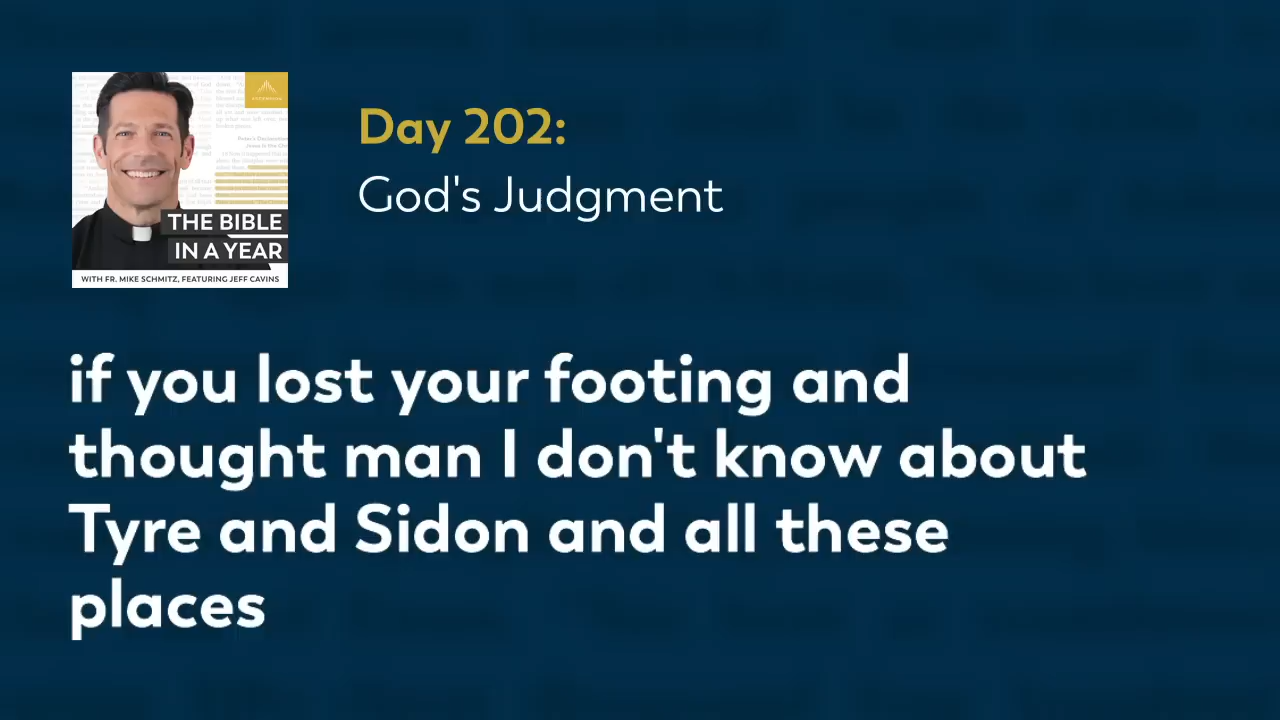 Day 202:
God's Judgment
THE BIBLE
IN A YEAR
WITH FR. MIKE SCHMITZ, FEATURING JEFF CAVINS
if you lost your footing and
thought man I don't know about
Tyre and Sidon and all these
places